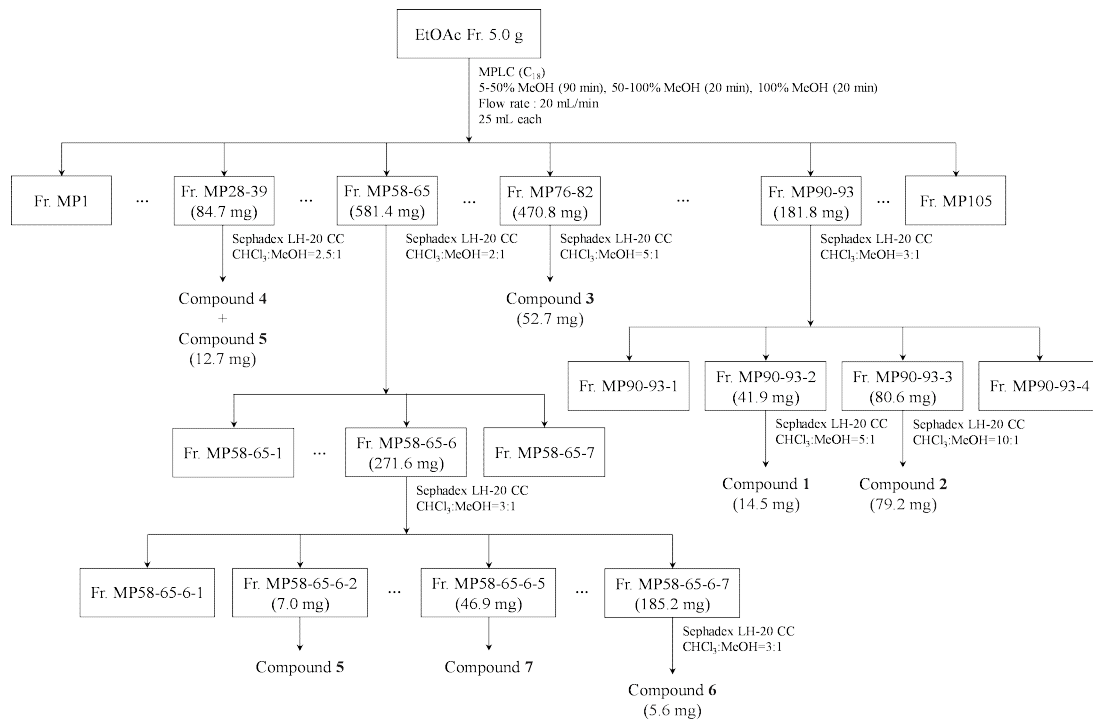 EtOAc Fr. 5.0 g
MPLC (C18)
5-50% MeOH (90 min), 50-100% MeOH (20 min), 100% MeOH (20 min)
Flow rate : 20 mL/min
25 mL each
Fr. MP1
...
Fr. MP28-39
(84.7 mg)
...
Fr. MP58-65
(581.4 mg)
...
Fr. MP76-82
(470.8 mg)
...
Fr. MP90-93
(181.8 mg)
...
Fr. MP105
Sephadex LH-20 CC
CHCl3:MeOH=2.5:1
Sephadex LH-20 CC
CHCl3:MeOH=2:1
Sephadex LH-20 CC
CHCl3:MeOH=5:1
Sephadex LH-20 CC
CHCl3:MeOH=3:1
Compound 4
+
Compound 5
(12.7 mg)
Compound 3
(52.7 mg)
Fr. MP90-93-1
Fr. MP90-93-2
(41.9 mg)
Fr. MP90-93-3
(80.6 mg)
Fr. MP90-93-4
Sephadex LH-20 CC
CHCl3:MeOH=5:1
Sephadex LH-20 CC
CHCl3:MeOH=10:1
Compound 1
(14.5 mg)
Compound 2
(79.2 mg)
Fr. MP58-65-1
...
Fr. MP58-65-6
(271.6 mg)
Fr. MP58-65-7
Sephadex LH-20 CC
CHCl3:MeOH=3:1
Fr. MP58-65-6-1
Fr. MP58-65-6-2
(7.0 mg)
...
Fr. MP58-65-6-5
(46.9 mg)
...
Fr. MP58-65-6-7
(185.2 mg)
Sephadex LH-20 CC
CHCl3:MeOH=3:1
Compound 5
Compound 7
Compound 6
(5.6 mg)